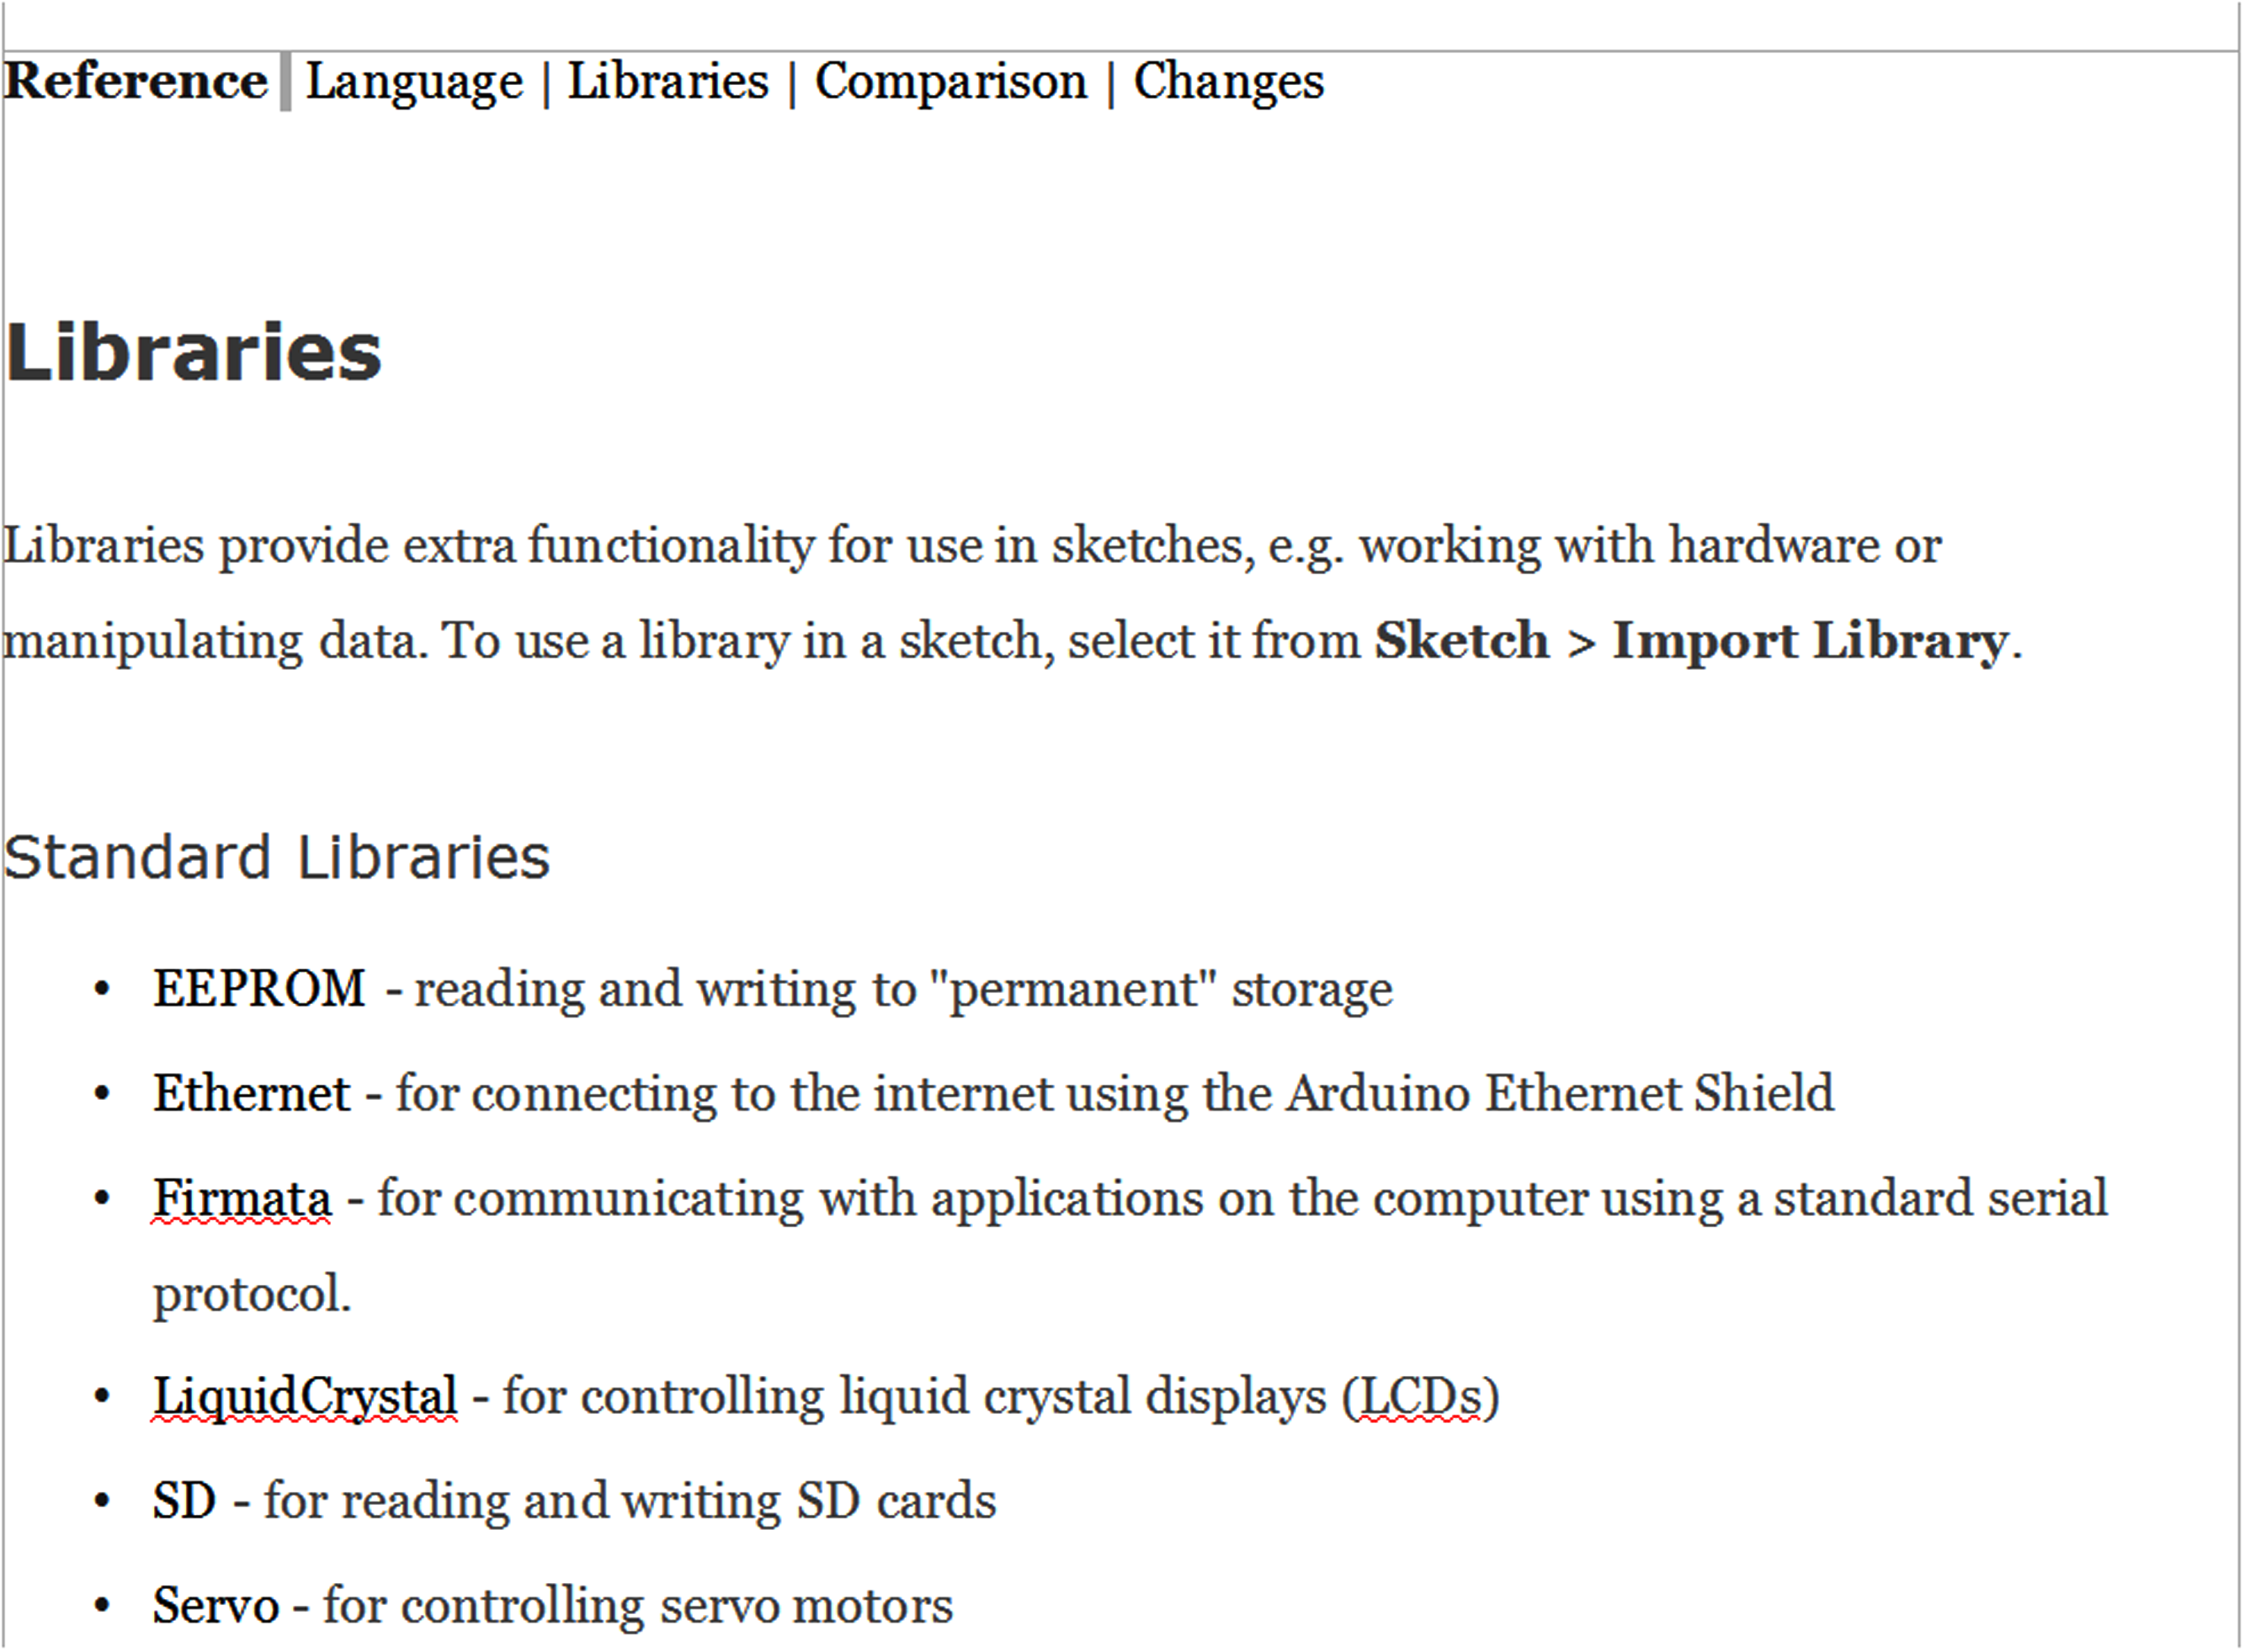 Reference Language | Libraries | Comparison | Changes
Libraries
Libraries provide extra functionality for use in sketches, e.g. working with hardware or
manipulating data. To use a library in a sketch, select it from Sketch > Import Library.
Standard Libraries
• EEPROM - reading and writing to "permanent" storage
• Ethernet - for connecting to the internet using the Arduino Ethernet Shield
• Firmata - for communicating with applications on the computer using a standard serial
protocol.
• LiquidCrystal - for controlling liquid crystal displays (LCDs)
• SD - for reading and writing SD cards
• Servo - for controlling servo motors